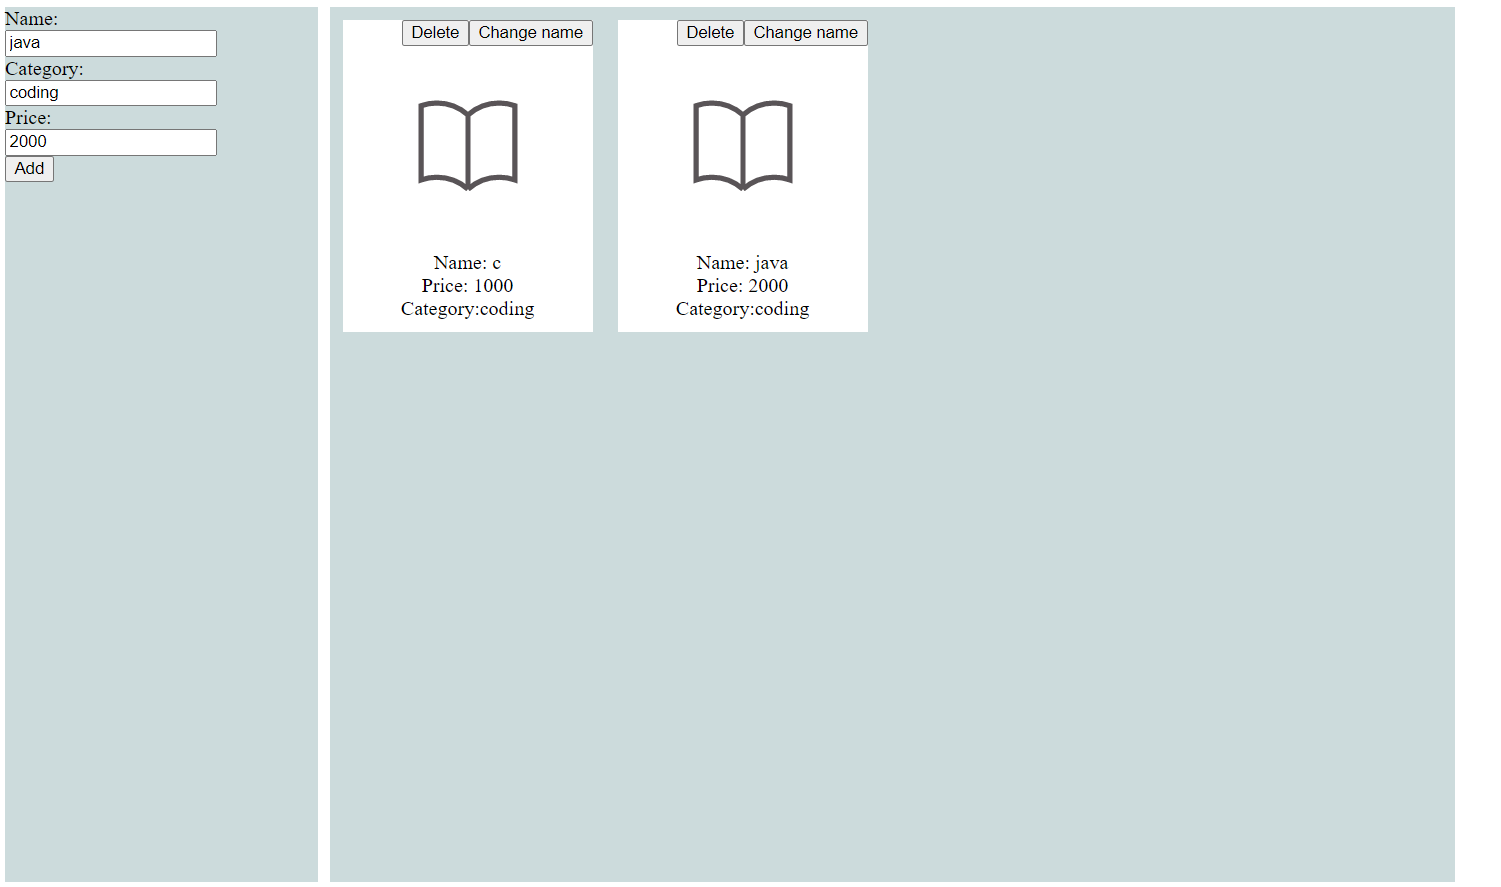 Name:
java
Category:
coding
Price:
2000
Add
Delete Change name
Name: c
Price: 1000
Category:coding
Delete Change name
Name: java
Price: 2000
Category:coding